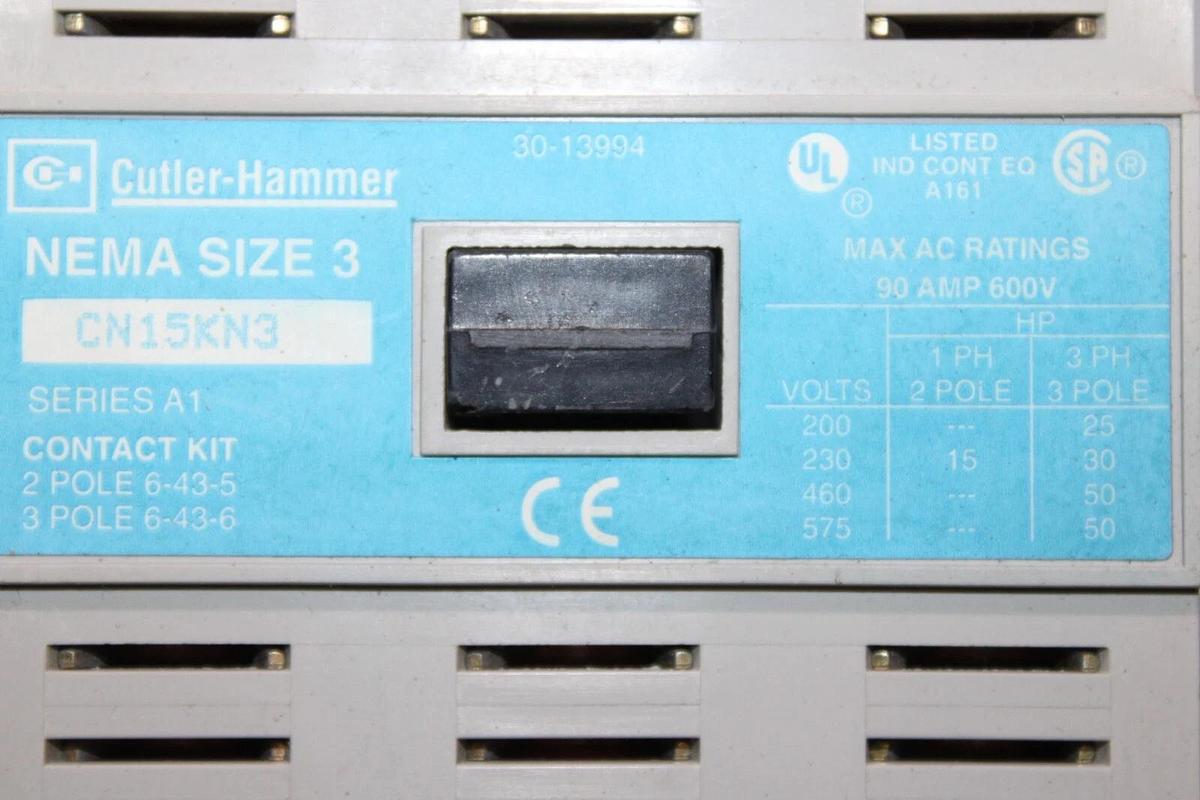 30-13994
Cutler-Hammer
NEMA SIZE 3
CN15KN3
SERIES A1
CONTACT KIT
2 POLE 6-43-5
3 POLE 6-43-6
CE
UL
®
LISTED
IND CONT EQ
A161
SA ®
MAX AC RATINGS
90 AMP 600V
HP
1 PH 3 PH
VOLTS 2 POLE 3 POLE
200 --- 25
230 15 30
460 --- 50
575 --- 50